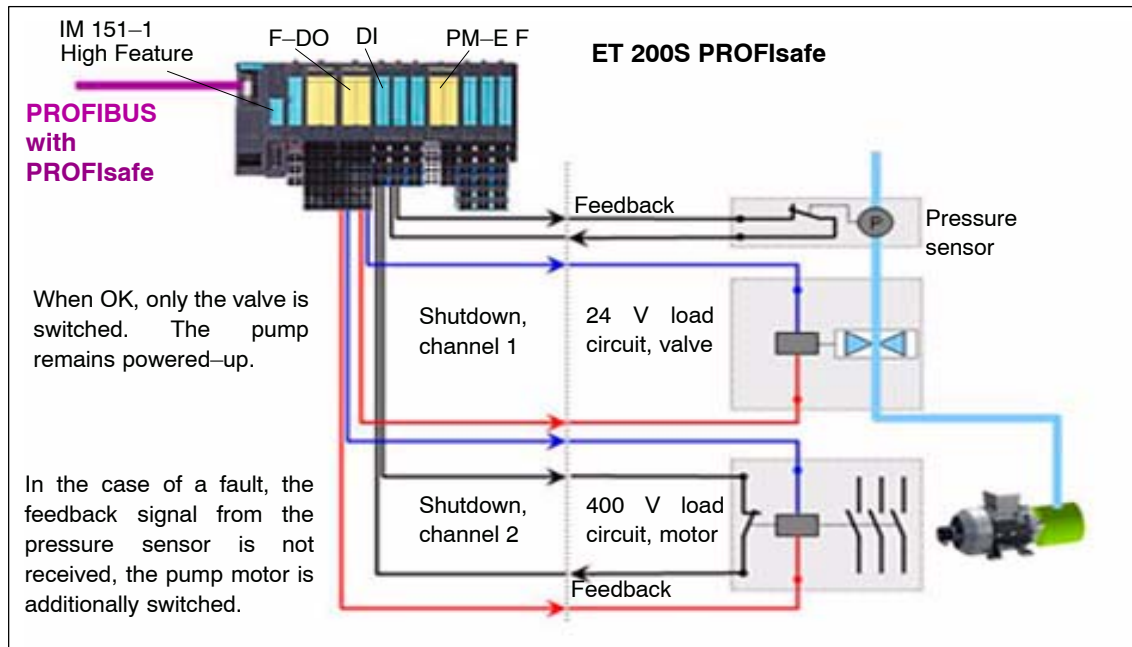 IM 151–1
High Feature
F–DO
DI
PM–E F
ET 200S PROFIsafe
PROFIBUS
with
PROFIsafe
Feedback
P
Pressure
sensor
When OK, only the valve is
switched. The pump
remains powered–up.
Shutdown,
channel 1
24 V load
circuit, valve
In the case of a fault, the
feedback signal from the
pressure sensor is not
received, the pump motor is
additionally switched.
Shutdown,
channel 2
400 V load
circuit, motor
Feedback